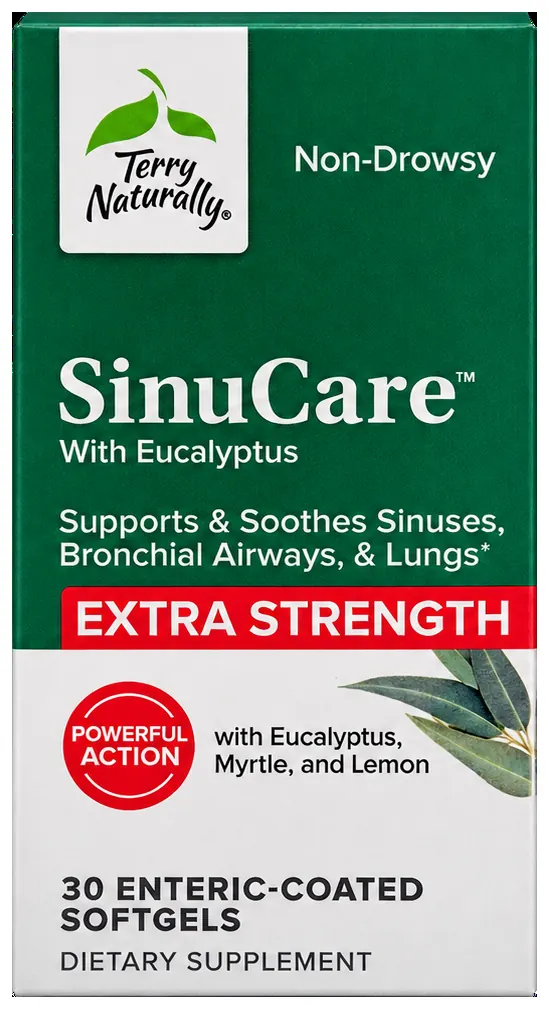 Terry
Naturally®
Non-Drowsy
SinuCare™
With Eucalyptus
Supports & Soothes Sinuses,
Bronchial Airways, & Lungs*
EXTRA STRENGTH
POWERFUL
ACTION
with Eucalyptus,
Myrtle, and Lemon
30 ENTERIC-COATED
SOFTGELS
DIETARY SUPPLEMENT